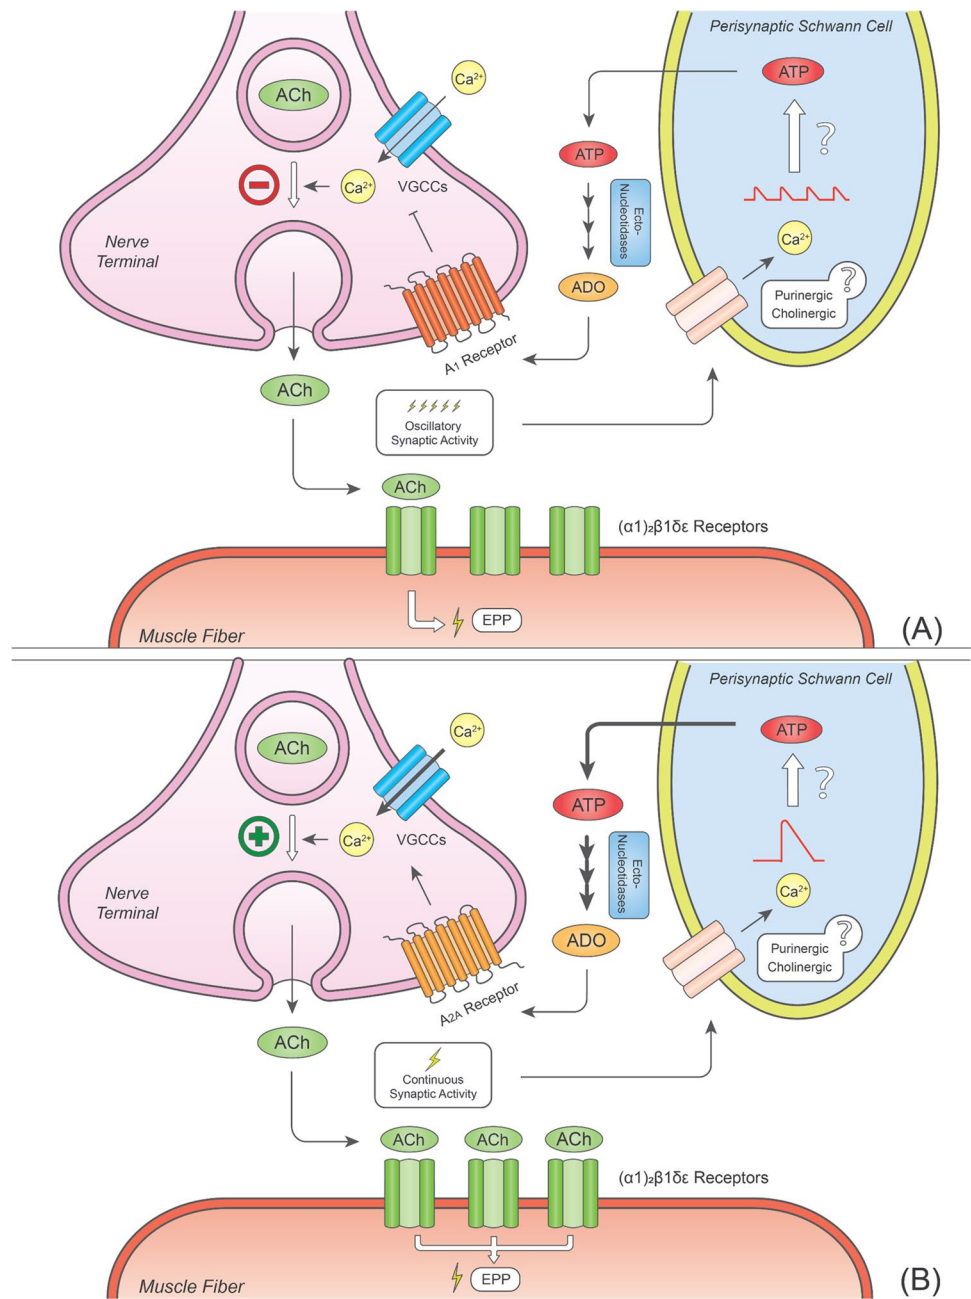 Perisynaptic Schwann Cell
ATP
Ca²⁺
ACh
ATP
?
Ca²⁺
VGCCs
Ecto-
Nucleotidases
Nerve
Terminal
Ca²⁺
ADO
?
Purinergic
Cholinergic
A1 Receptor
ACh
Oscillatory
Synaptic Activity
ACh
(α1)₂β1δε Receptors
EPP
Muscle Fiber
(A)
Perisynaptic Schwann Cell
ATP
Ca²⁺
ACh
?
ATP
Ca²⁺
VGCCs
Ecto-
Nucleotidases
Nerve
Terminal
Ca²⁺
ADO
?
Purinergic
Cholinergic
A2A Receptor
ACh
Continuous
Synaptic Activity
ACh
ACh
ACh
(α1)₂β1δε Receptors
EPP
Muscle Fiber
(B)